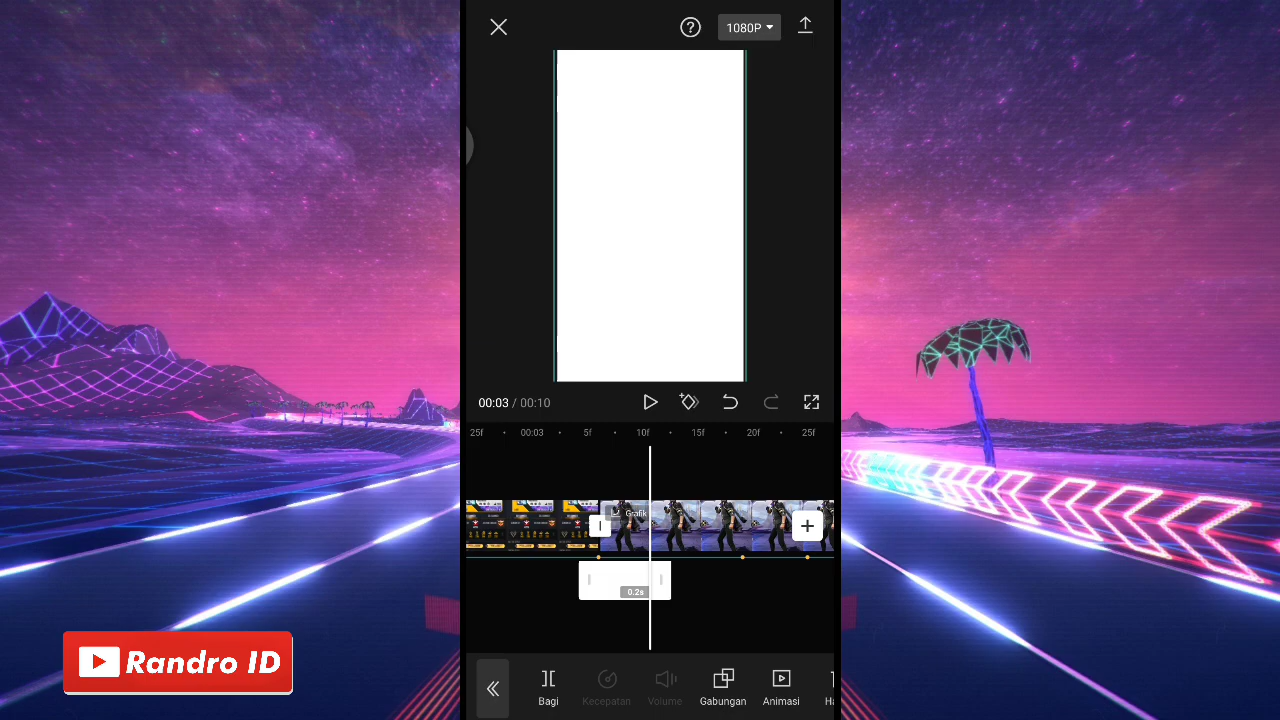 1080P
00:03 / 00:10
25f 00:03 5f 10f 15f 20f 25f
Grafik
0.2s
Bagi Kecepatan Volume Gabungan Animasi
Randro ID